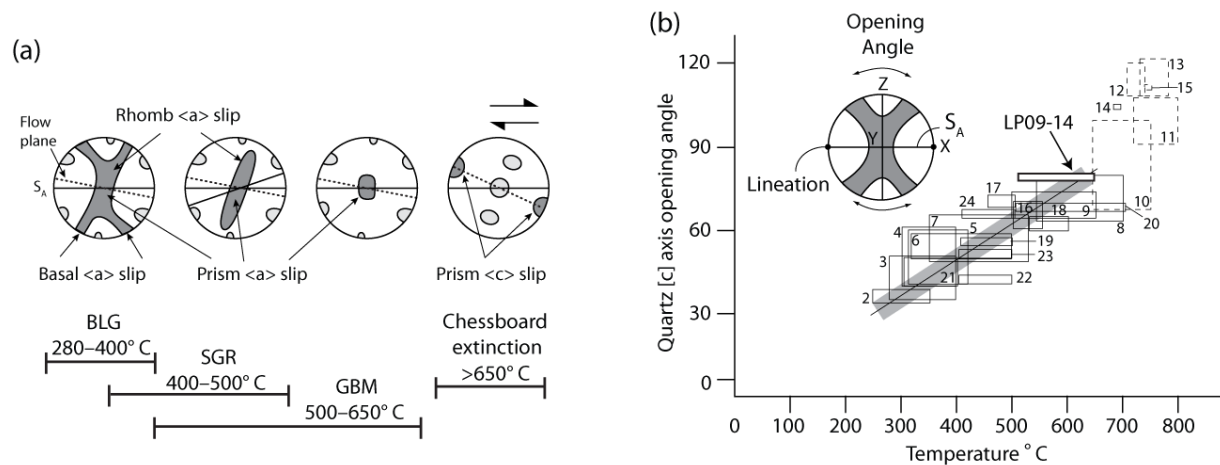 (a)
Rhomb <a> slip
Flow
plane
S_A
Basal <a> slip
Prism <a> slip
Prism <c> slip
BLG
280–400° C
SGR
400–500° C
GBM
500–650° C
Chessboard
extinction
>650° C
(b)
Opening
Angle
Z
Y
S_A
X
Lineation
LP09-14
Quartz [c] axis opening angle
120
90
60
30
0
0
100
200
300
400
500
600
700
800
Temperature ° C
13
12
15
14
11
17
24
16
18
9
10
20
8
7
4
6
5
19
23
3
21
22
2